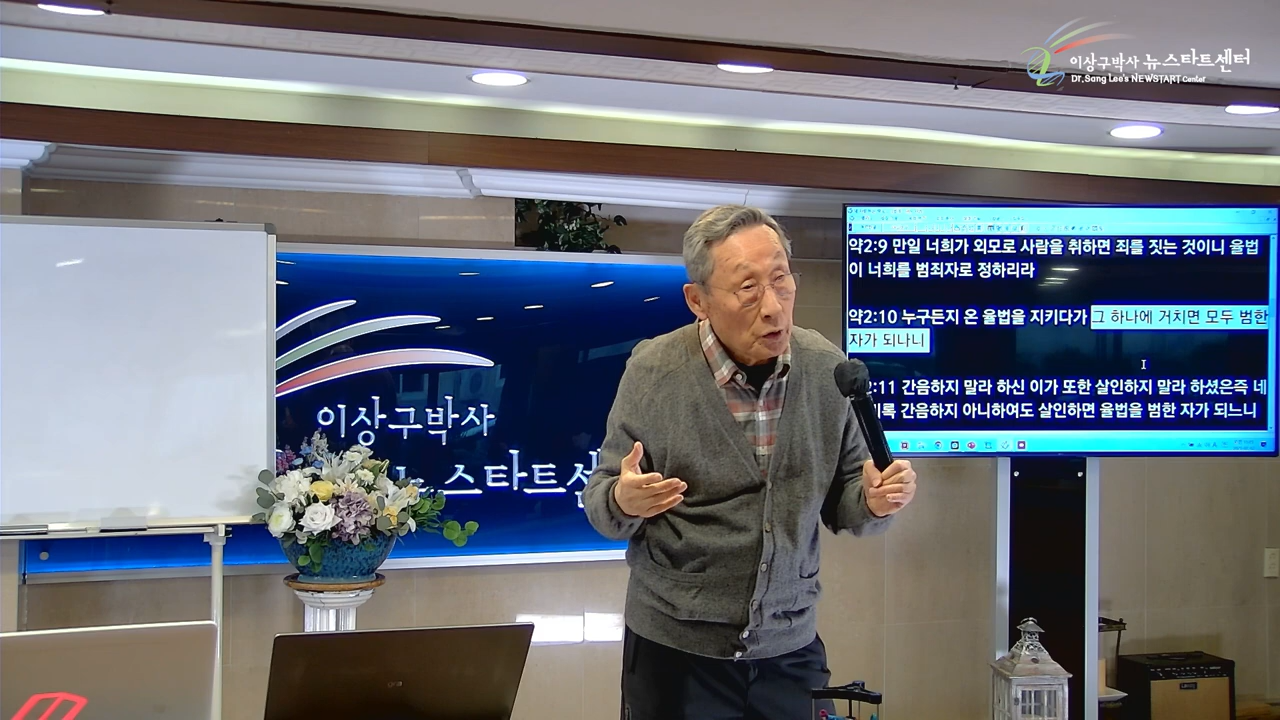 이상구박사 뉴스타트센터
Dr.Sang Lee's NEWSTART Center
약2:9 만일 너희가 외모로 사람을 취하면 죄를 짓는 것이니 율법
이 너희를 범죄자로 정하리라
약2:10 누구든지 온 율법을 지키다가 그 하나에 거치면 모두 범한
자가 되나니
2:11 간음하지 말라 하신 이가 또한 살인하지 말라 하셨은즉 네
록 간음하지 아니하여도 살인하면 율법을 범한 자가 되느니
이상구박사
뉴스타트센